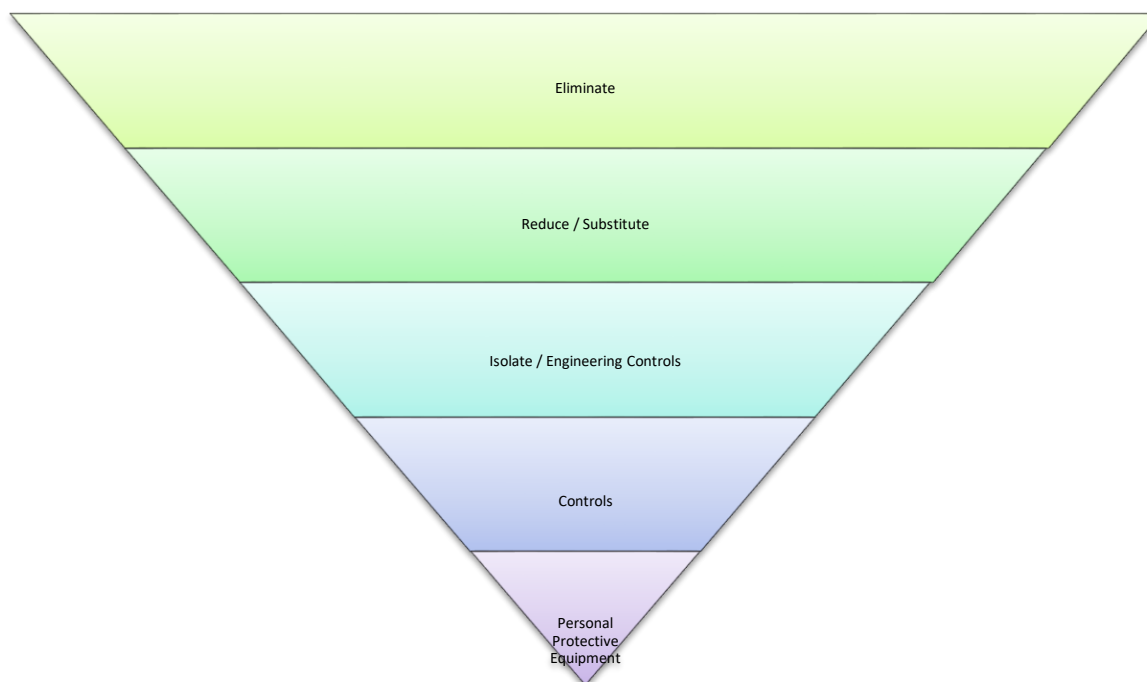 Eliminate
Reduce / Substitute
Isolate / Engineering Controls
Controls
Personal
Protective
Equipment